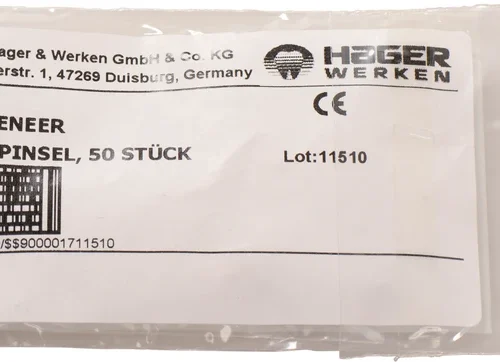 ager & Werken GmbH & Co. KG
erstr. 1, 47269 Duisburg, Germany
HAGER
WERKEN
CE
ENEER
PINSEL, 50 STÜCK
Lot:11510
/$$900001711510